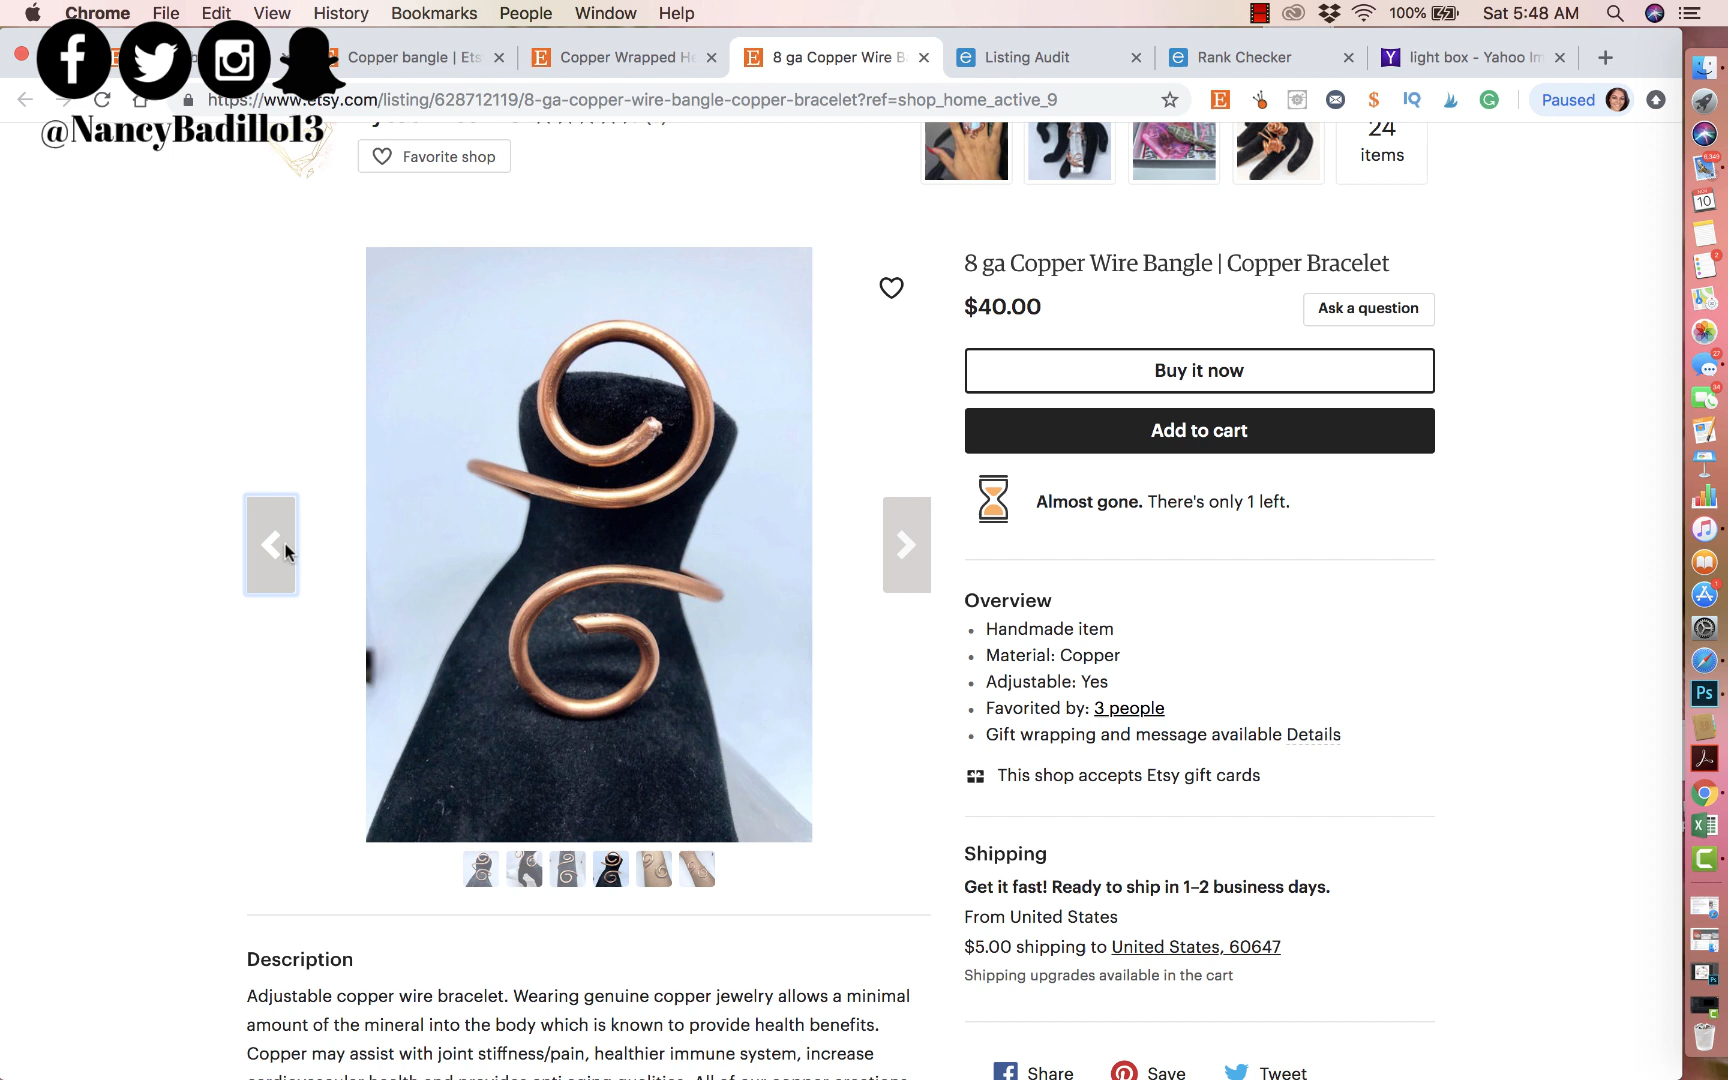 Chrome File Edit View History Bookmarks People Window Help 100% Sat 5:48 AM
Copper bangle | Ets
Copper Wrapped He
8 ga Copper Wire B
Listing Audit
Rank Checker
light box - Yahoo Im
https://www.etsy.com/listing/628712119/8-ga-copper-wire-bangle-copper-bracelet?ref=shop_home_active_9
IQ
Paused
@NancyBadillo13
Favorite shop
24
items
8 ga Copper Wire Bangle | Copper Bracelet
$40.00
Ask a question
Buy it now
Add to cart
Almost gone. There's only 1 left.
Overview
Handmade item
Material: Copper
Adjustable: Yes
Favorited by: 3 people
Gift wrapping and message available Details
This shop accepts Etsy gift cards
Shipping
Get it fast! Ready to ship in 1–2 business days.
From United States
$5.00 shipping to United States, 60647
Shipping upgrades available in the cart
Share Save Tweet
Description
Adjustable copper wire bracelet. Wearing genuine copper jewelry allows a minimal
amount of the mineral into the body which is known to provide health benefits.
Copper may assist with joint stiffness/pain, healthier immune system, increase